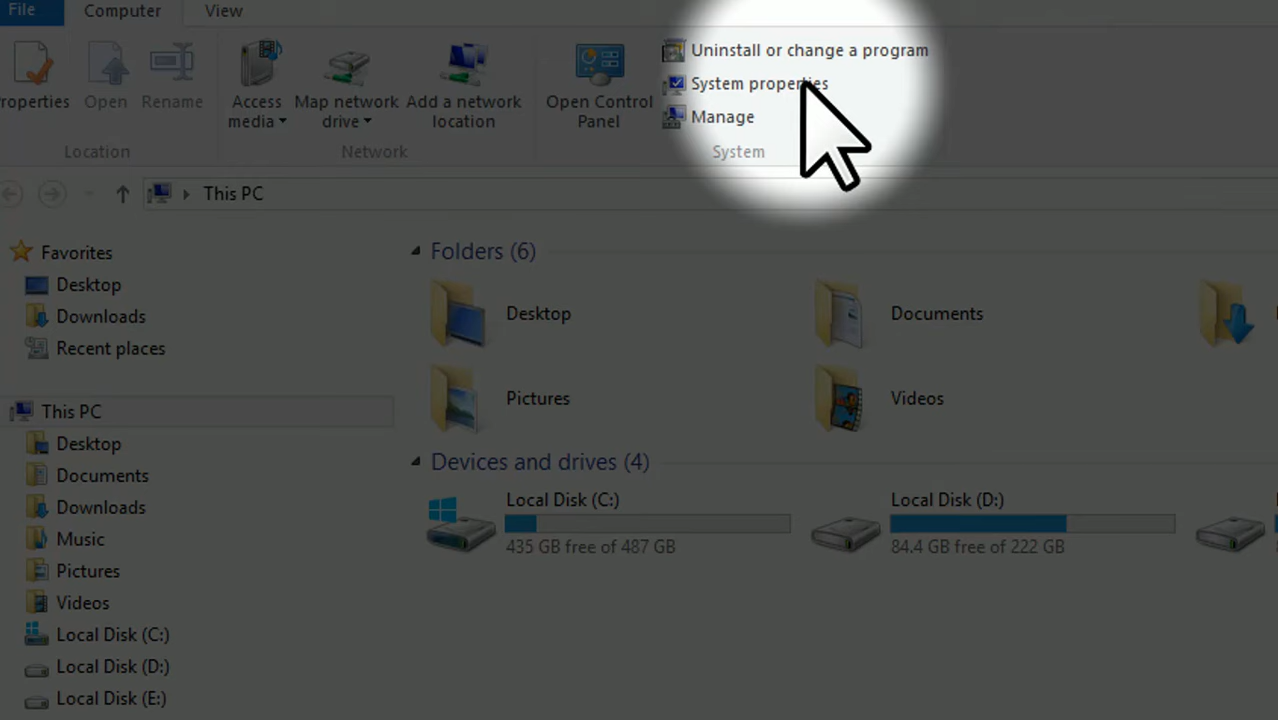 File
Computer
View
Properties
Open
Rename
Access media
Map network drive
Add a network location
Open Control Panel
Uninstall or change a program
System properties
Manage
Location
Network
System
This PC
Favorites
Desktop
Downloads
Recent places
This PC
Desktop
Documents
Downloads
Music
Pictures
Videos
Local Disk (C:)
Local Disk (D:)
Local Disk (E:)
Folders (6)
Desktop
Documents
Pictures
Videos
Devices and drives (4)
Local Disk (C:)
435 GB free of 487 GB
Local Disk (D:)
84.4 GB free of 222 GB